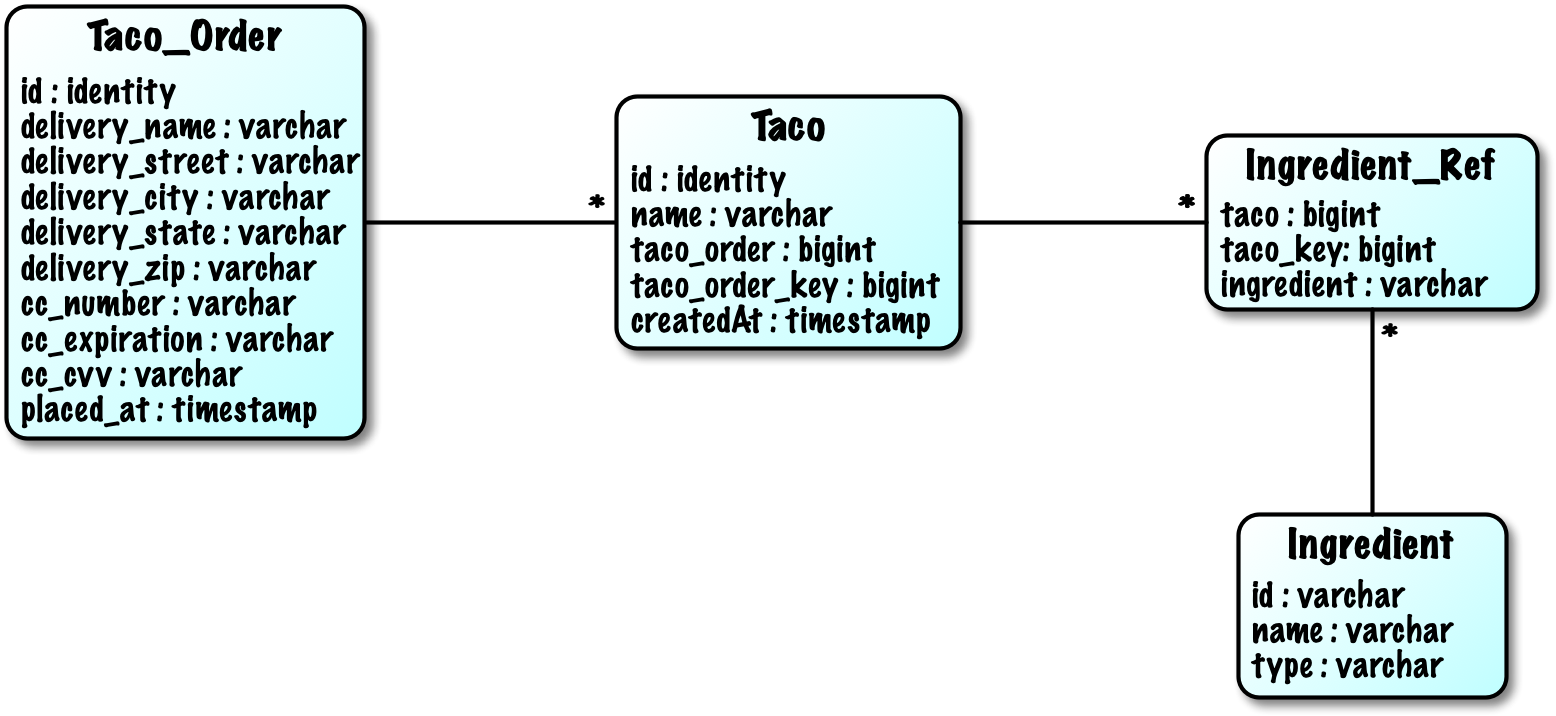 Taco_Order
id : identity
delivery_name : varchar
delivery_street : varchar
delivery_city : varchar
delivery_state : varchar
delivery_zip : varchar
cc_number : varchar
cc_expiration : varchar
cc_cvv : varchar
placed_at : timestamp
*
Taco
id : identity
name : varchar
taco_order : bigint
taco_order_key : bigint
createdAt : timestamp
*
Ingredient_Ref
taco : bigint
taco_key: bigint
ingredient : varchar
*
Ingredient
id : varchar
name : varchar
type : varchar